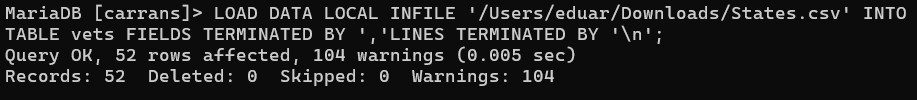 MariaDB [carrans]> LOAD DATA LOCAL INFILE '/Users/eduar/Downloads/States.csv' INTO
TABLE vets FIELDS TERMINATED BY ','LINES TERMINATED BY '\n';
Query OK, 52 rows affected, 104 warnings (0.005 sec)
Records: 52  Deleted: 0  Skipped: 0  Warnings: 104